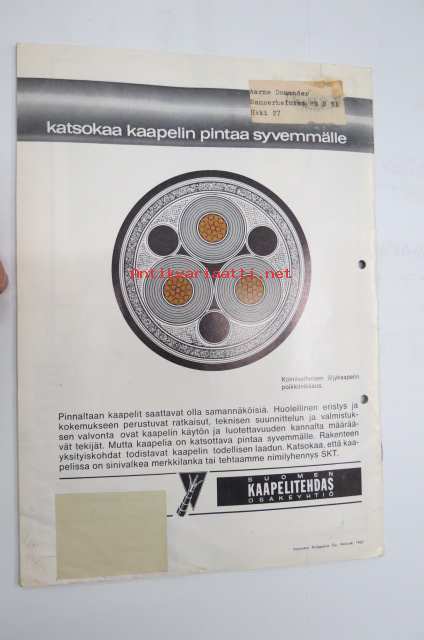 Aarne
Hki 27
katsokaa kaapelin pintaa syvemmälle
Antikvariaatti.net
Kolmivaiheisen öljykaapelin
poikkileikkaus.
Pinnaltaan kaapelit saattavat olla samannäköisiä. Huolellinen eristys ja
kokemukseen perustuvat ratkaisut, teknisen suunnittelun ja valmistuk-
sen valvonta ovat kaapelin käytön ja luotettavuuden kannalta määrää-
vät tekijät. Mutta kaapelia on katsottava pintaa syvemmälle. Rakenteen
yksityiskohdat todistavat kaapelin todellisen laadun. Katsokaa, että kaa-
pelissa on sinivalkea merkkilanka tai tehtaamme nimilyhennys SKT.
SUOMEN
KAAPELITEHDAS
OSAKEYHTIÖ